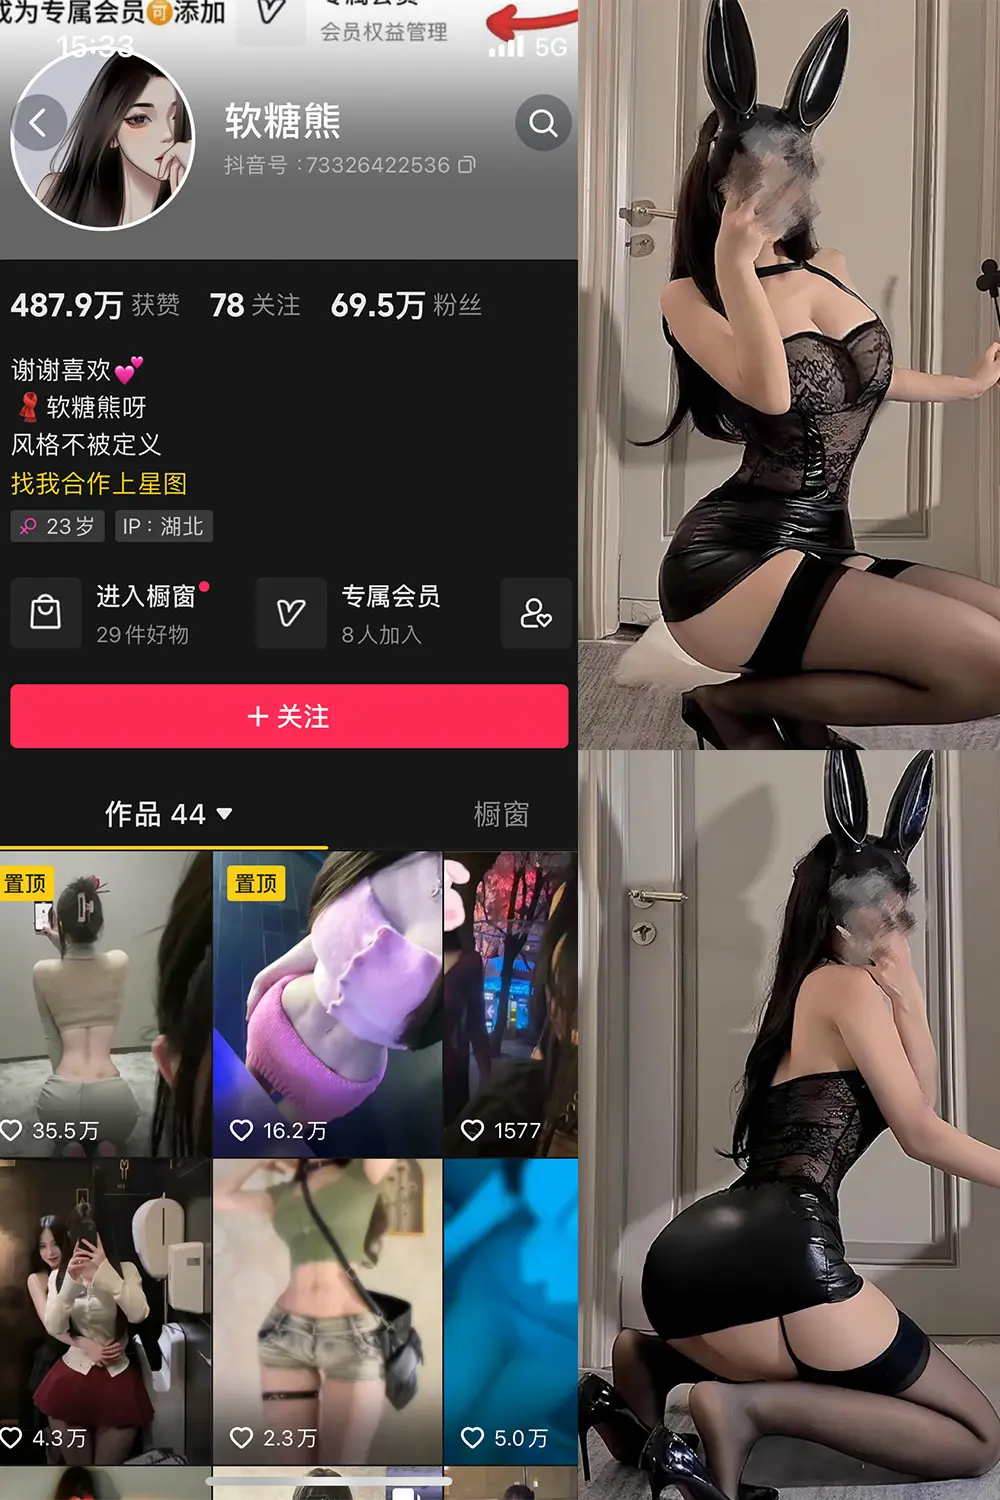 成为专属会员可添加
会员权益管理
15:33
5G
软糖熊
抖音号：73326422536
487.9万 获赞 78 关注 69.5万 粉丝
谢谢喜欢💕
🧣软糖熊呀
风格不被定义
找我合作上星图
23岁 IP：湖北
进入橱窗
29件好物
专属会员
8人加入
+ 关注
作品 44
橱窗
置顶
置顶
35.5万
16.2万
1577
4.3万
2.3万
5.0万